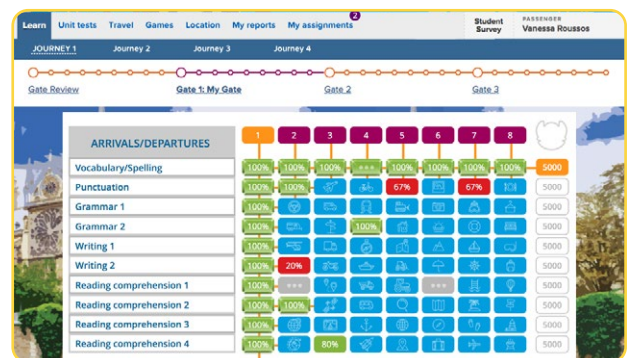 Learn Unit tests Travel Games Location My reports My assignments 2 Student Survey PASSENGER Vanessa Roussos
JOURNEY 1 Journey 2 Journey 3 Journey 4
Gate Review Gate 1: My Gate Gate 2 Gate 3
ARRIVALS/DEPARTURES 1 2 3 4 5 6 7 8
Vocabulary/Spelling 100% 100% 100% *** 100% 100% 100% 100% 5000
Punctuation 100% 100% 67% 67% 5000
Grammar 1 100% 5000
Grammar 2 100% 100% 5000
Writing 1 100% 5000
Writing 2 100% 20% 5000
Reading comprehension 1 100% *** *** 5000
Reading comprehension 2 100% 100% 5000
Reading comprehension 3 100% 5000
Reading comprehension 4 100% 80% 5000